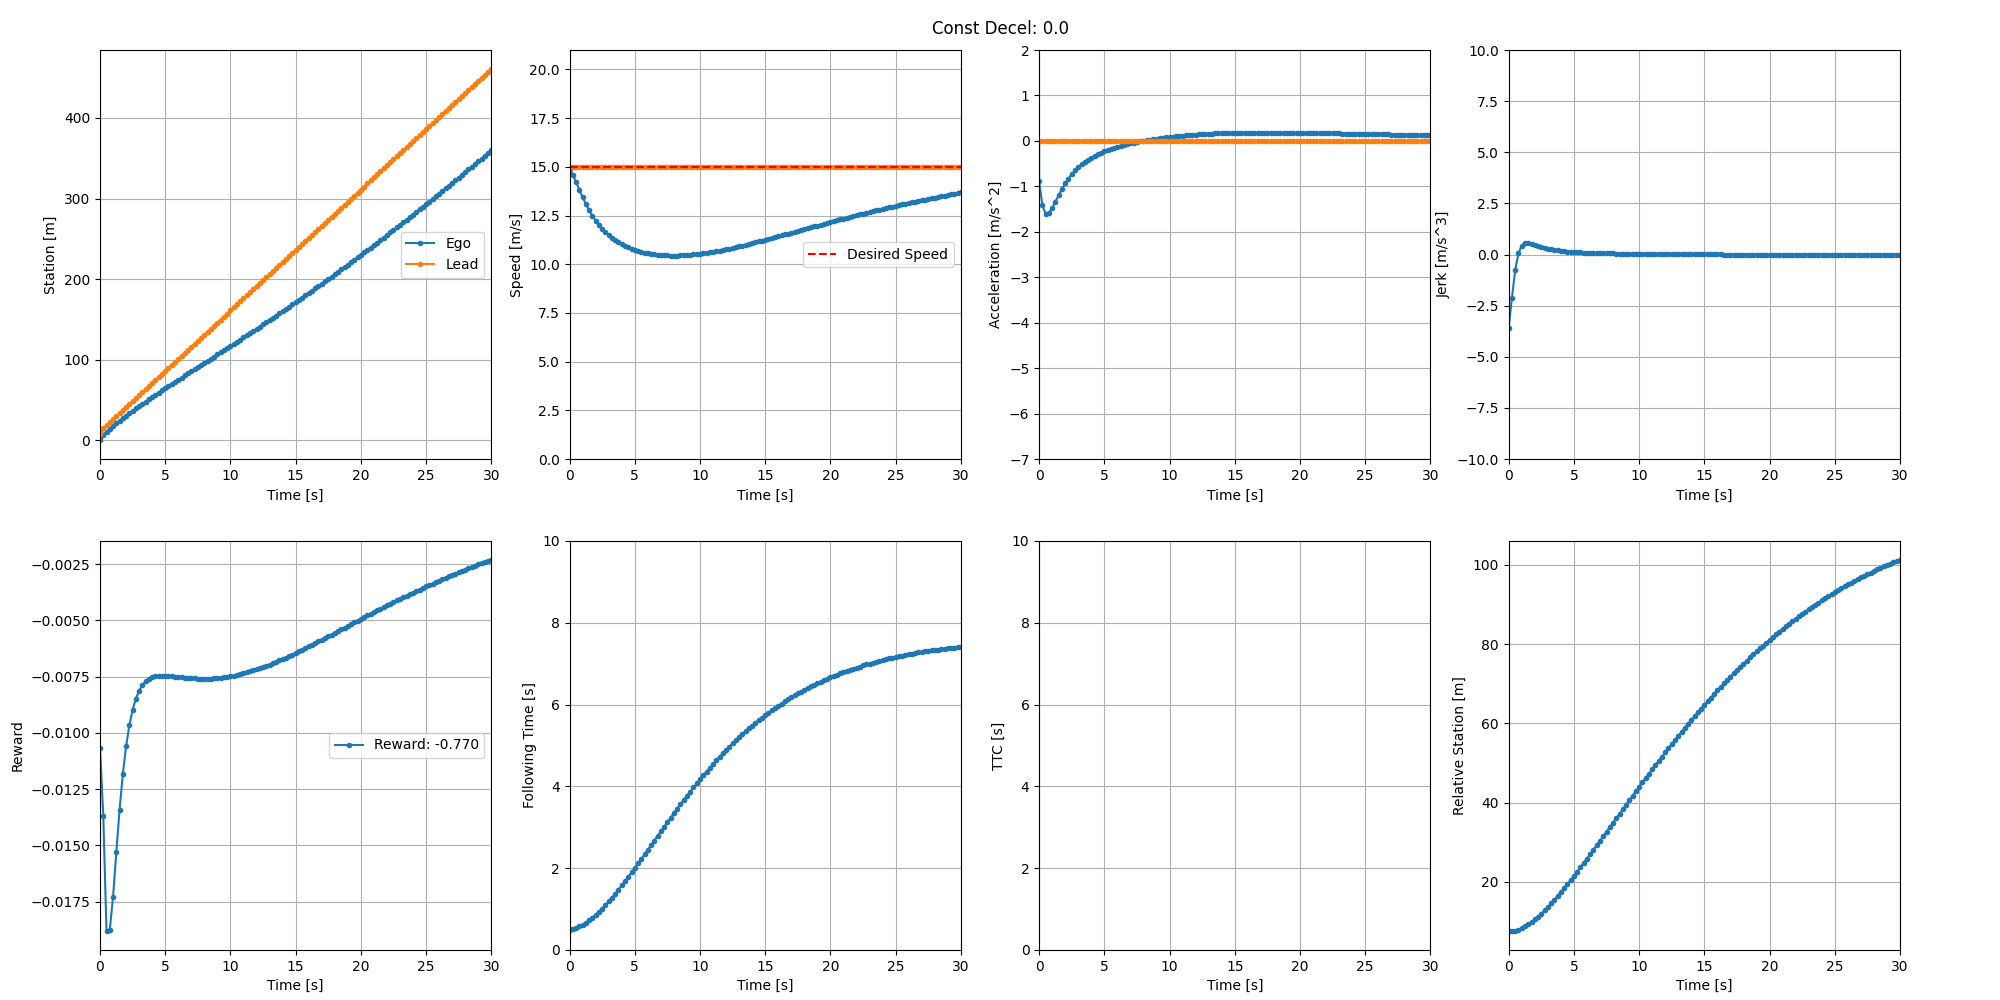 Const Decel: 0.0
Station [m]
400
300
200
100
0
0 5 10 15 20 25 30
Time [s]
Ego
Lead
Speed [m/s]
20.0
17.5
15.0
12.5
10.0
7.5
5.0
2.5
0.0
0 5 10 15 20 25 30
Time [s]
Desired Speed
Acceleration [m/s^2]
2
1
0
−1
−2
−3
−4
−5
−6
−7
0 5 10 15 20 25 30
Time [s]
Jerk [m/s^3]
10.0
7.5
5.0
2.5
0.0
−2.5
−5.0
−7.5
−10.0
0 5 10 15 20 25 30
Time [s]
Reward
−0.0025
−0.0050
−0.0075
−0.0100
−0.0125
−0.0150
−0.0175
0 5 10 15 20 25 30
Time [s]
Reward: -0.770
Following Time [s]
10
8
6
4
2
0
0 5 10 15 20 25 30
Time [s]
TTC [s]
10
8
6
4
2
0
0 5 10 15 20 25 30
Time [s]
Relative Station [m]
100
80
60
40
20
0 5 10 15 20 25 30
Time [s]